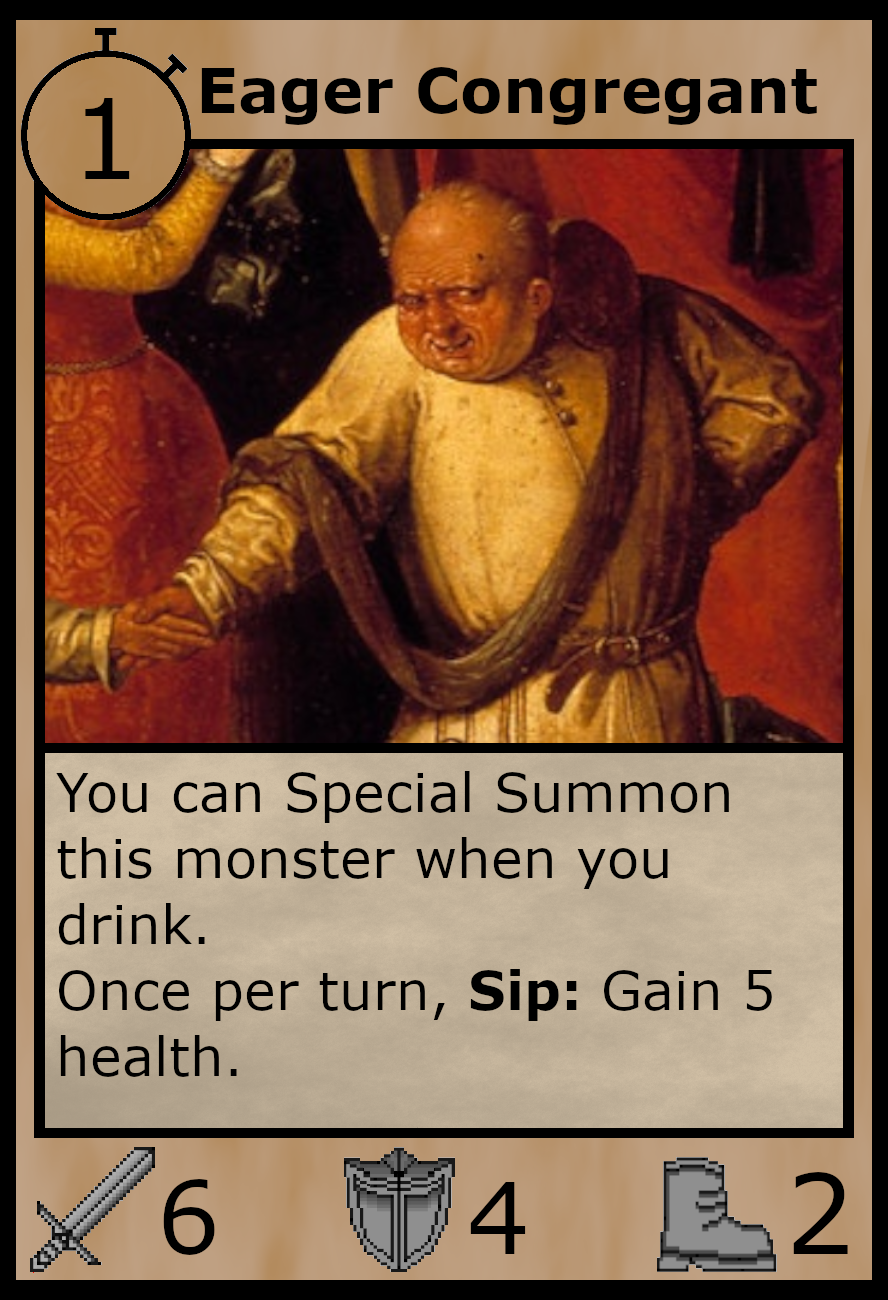 1
Eager Congregant
You can Special Summon
this monster when you
drink.
Once per turn, Sip: Gain 5
health.
6 4 2